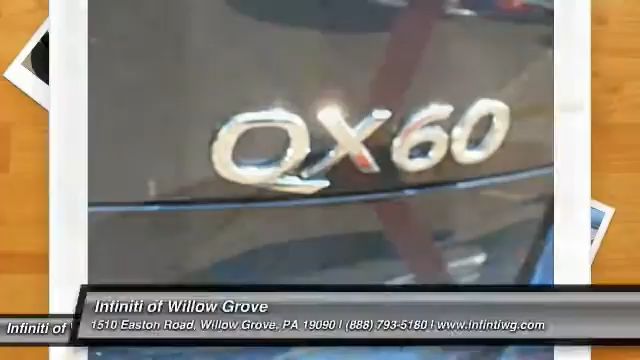 QX60
Infiniti of Willow Grove
1510 Easton Road, Willow Grove, PA 19090 | (888) 793-5180 | www.infintiwg.com
Infiniti of W